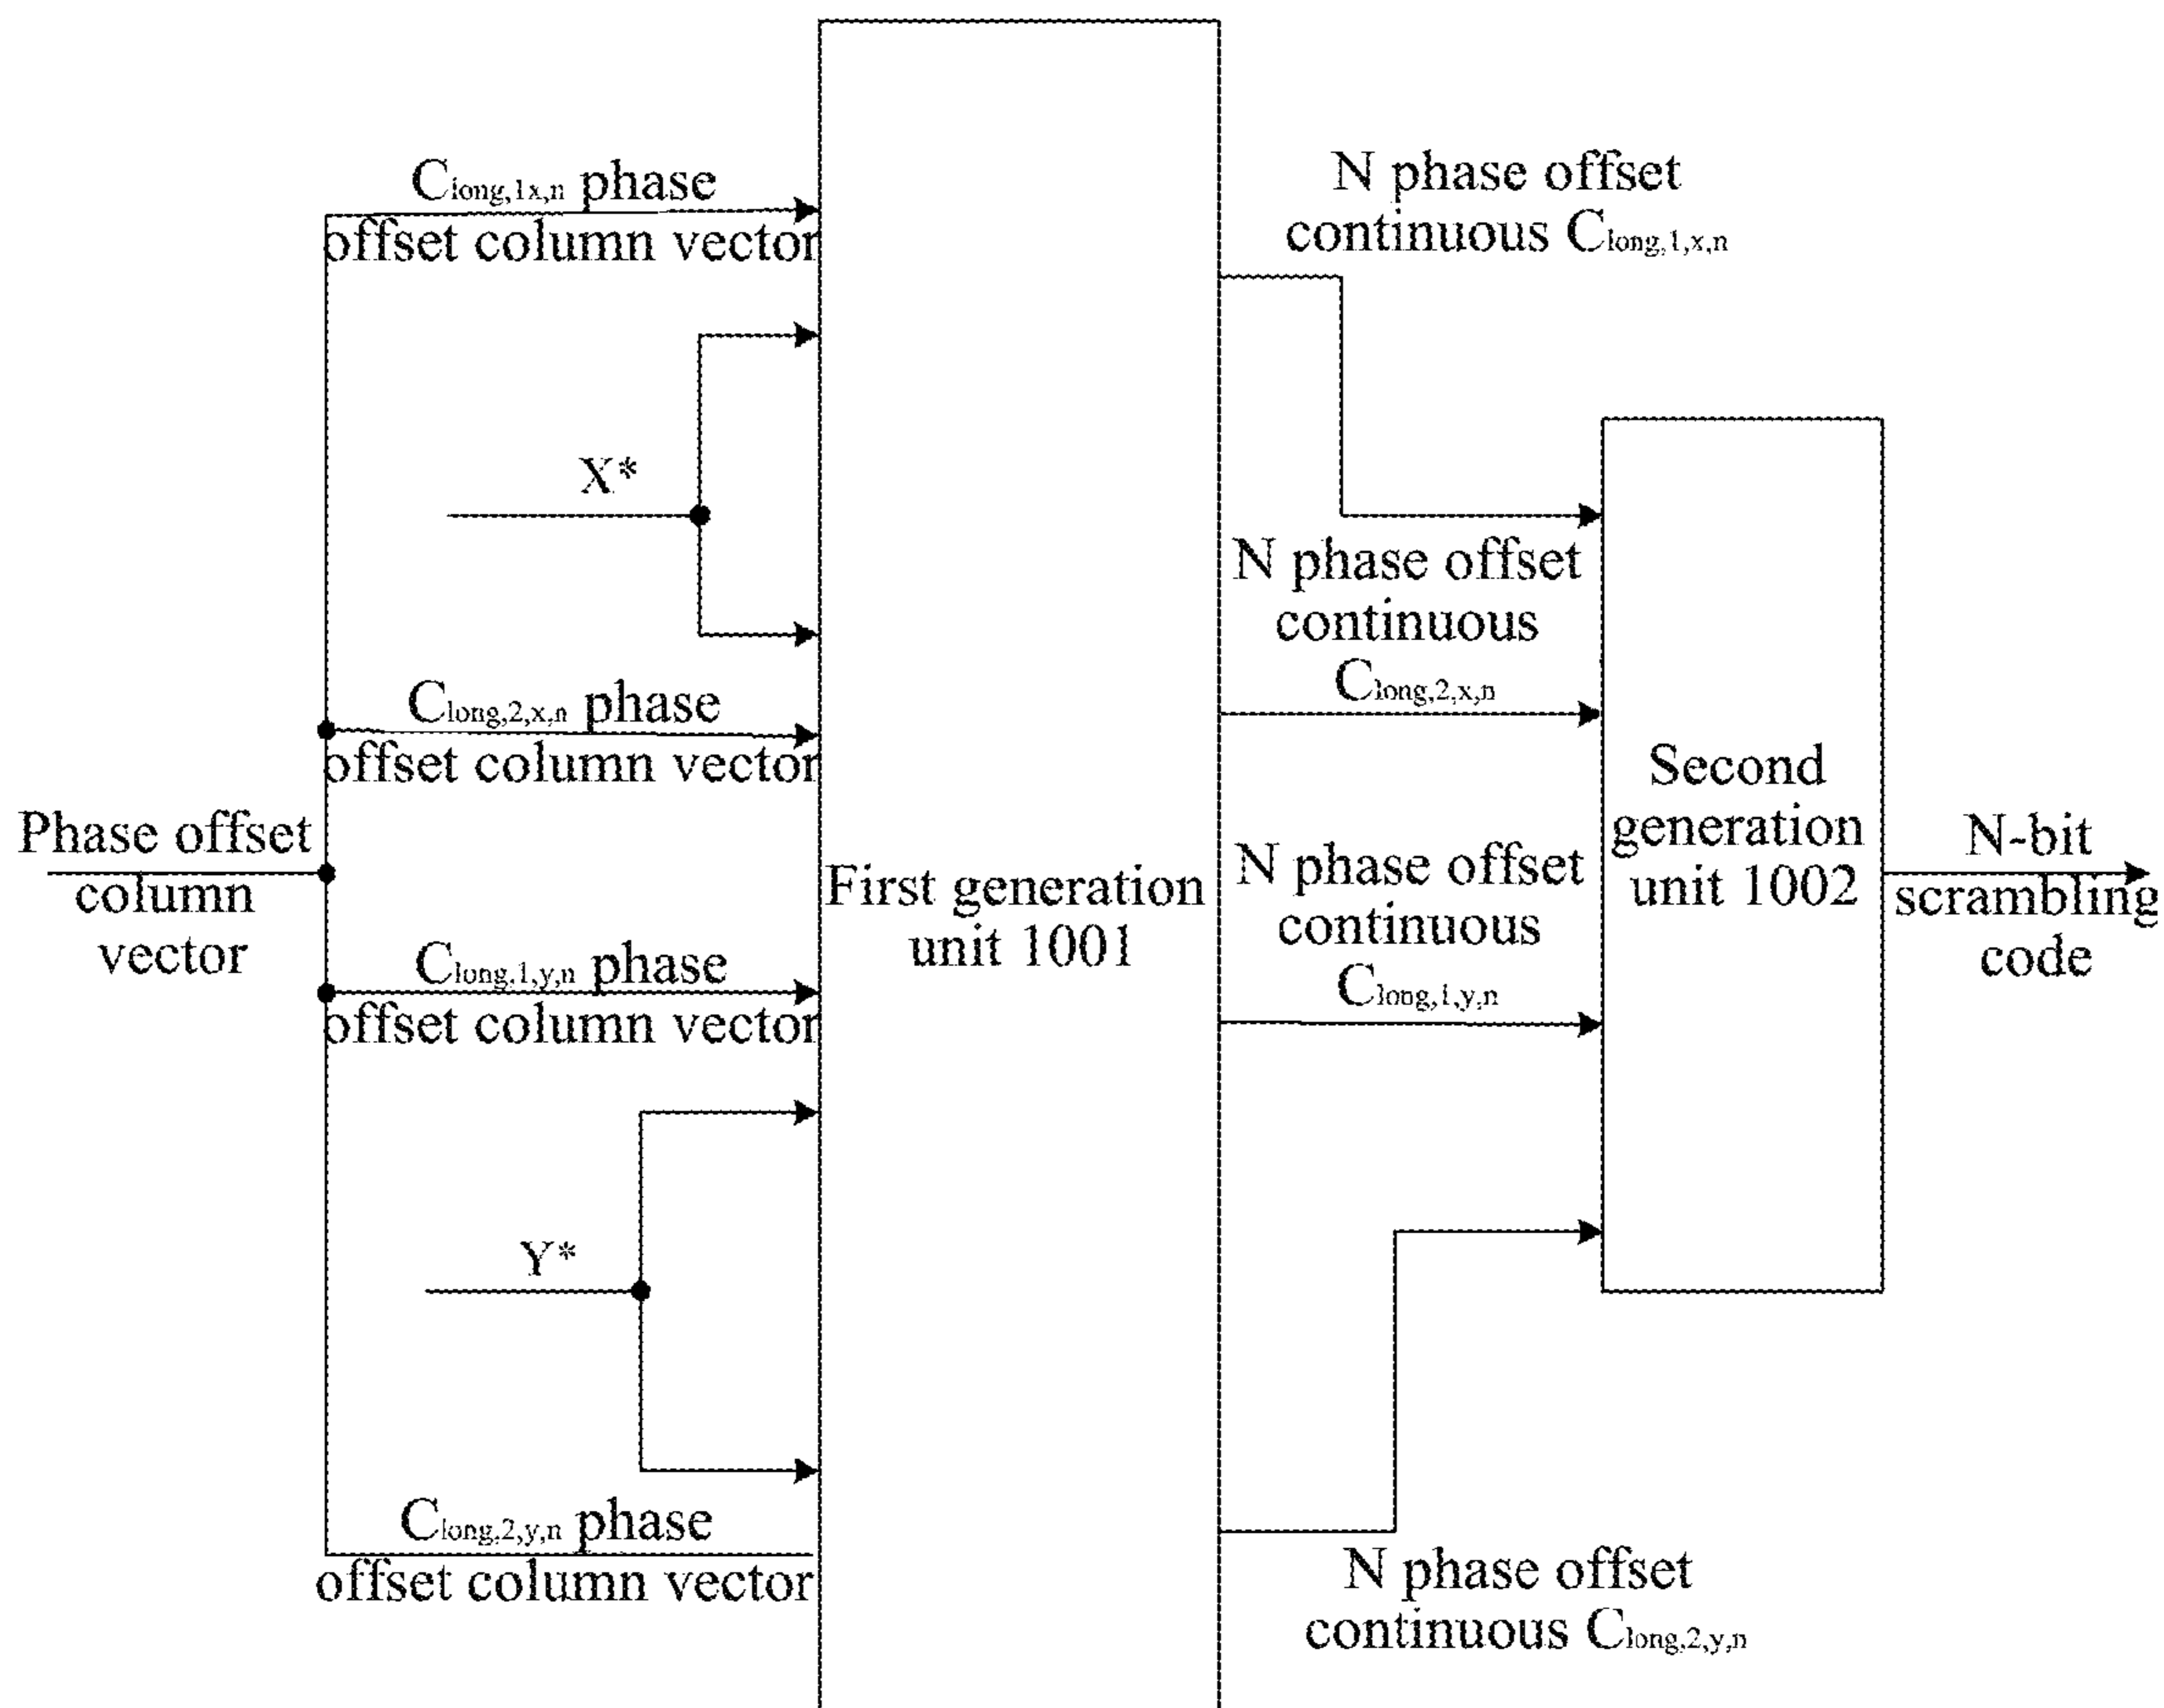 Clong,1x,n phase
offset column vector
X*
Clong,2,x,n phase
offset column vector
Phase offset
column
vector
Clong,1,y,n phase
offset column vector
Y*
Clong,2,y,n phase
offset column vector
First generation
unit 1001
N phase offset
continuous Clong,1,x,n
N phase offset
continuous
Clong,2,x,n
N phase offset
continuous
Clong,1,y,n
N phase offset
continuous Clong,2,y,n
Second
generation
unit 1002
N-bit
scrambling
code